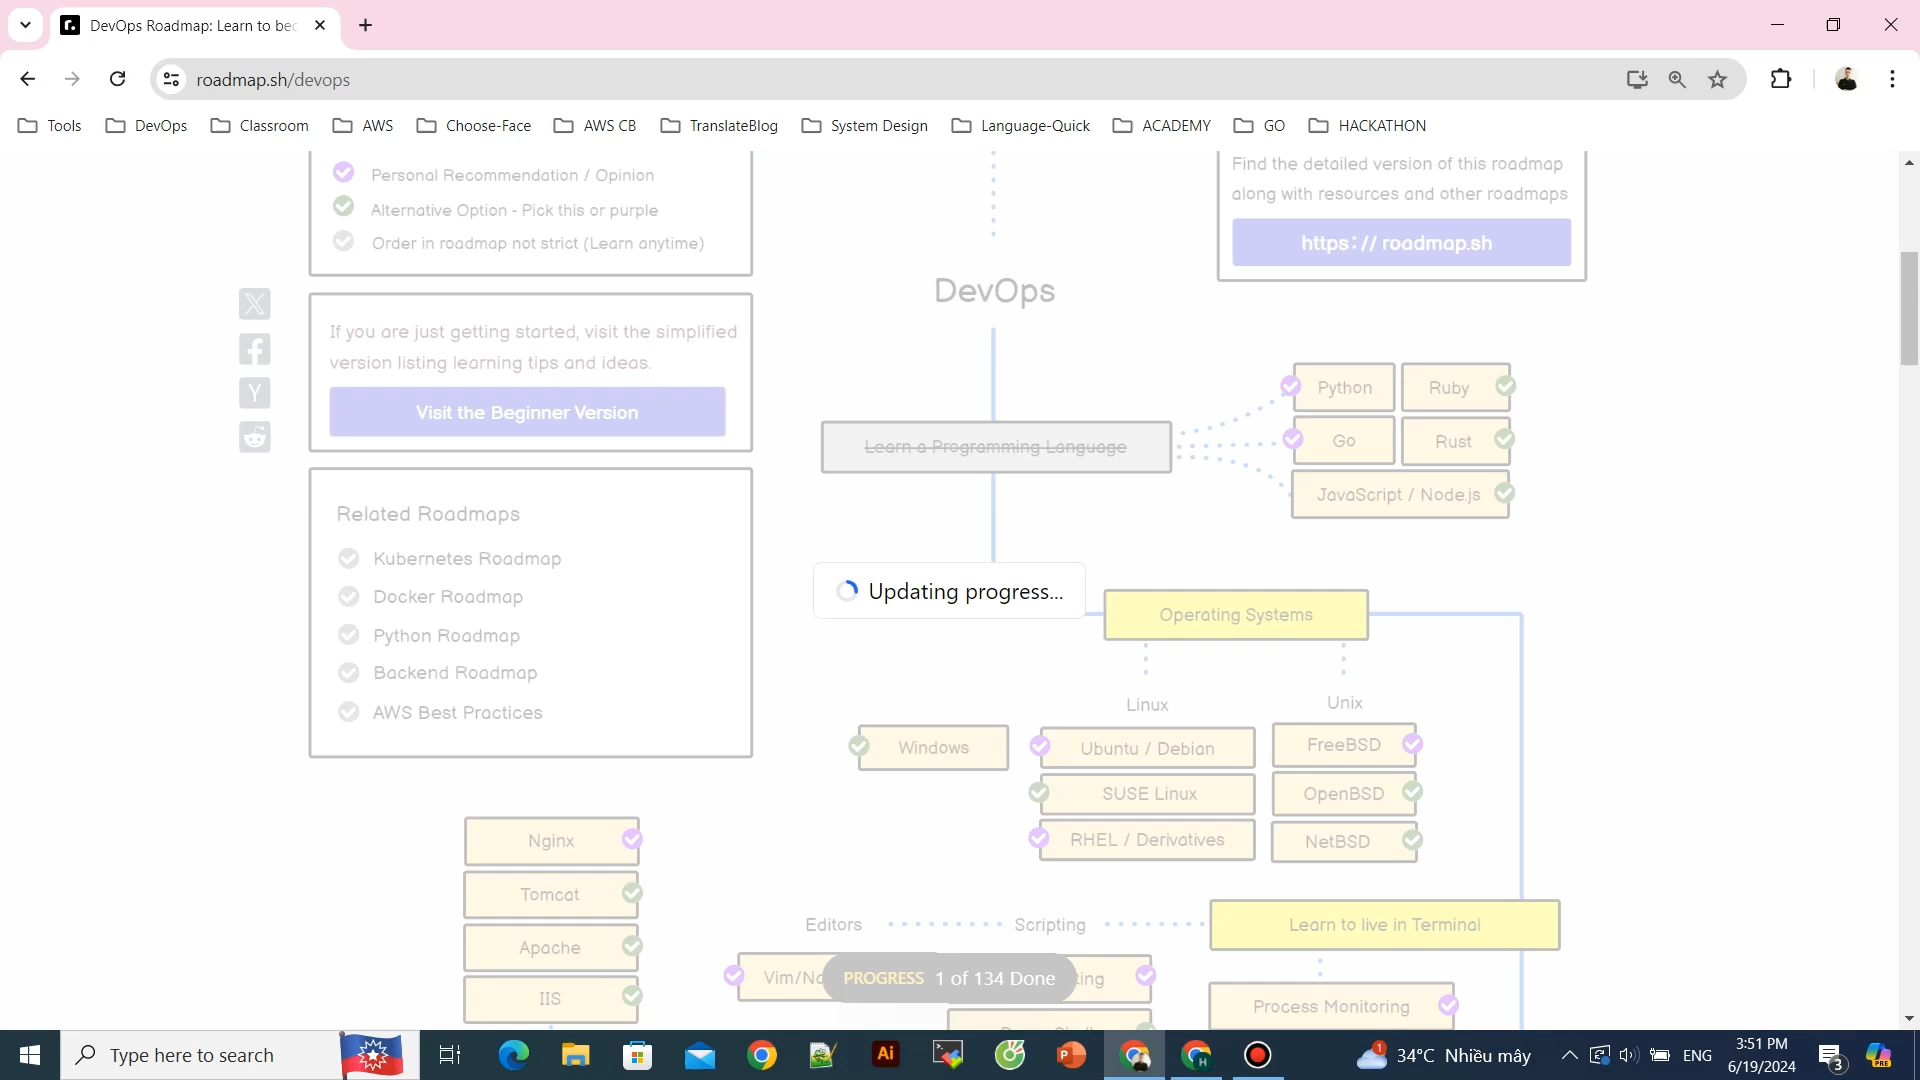 DevOps Roadmap: Learn to bec
roadmap.sh/devops
Tools DevOps Classroom AWS Choose-Face AWS CB TranslateBlog System Design Language-Quick ACADEMY GO HACKATHON
Personal Recommendation / Opinion
Alternative Option - Pick this or purple
Order in roadmap not strict (Learn anytime)
Find the detailed version of this roadmap
along with resources and other roadmaps
https:// roadmap.sh
DevOps
If you are just getting started, visit the simplified
version listing learning tips and ideas.
Visit the Beginner Version
Learn a Programming Language
Python Ruby
Go Rust
JavaScript / Node.js
Related Roadmaps
Kubernetes Roadmap
Docker Roadmap
Python Roadmap
Backend Roadmap
AWS Best Practices
Updating progress...
Operating Systems
Linux Unix
Windows Ubuntu / Debian FreeBSD
SUSE Linux OpenBSD
RHEL / Derivatives NetBSD
Nginx
Tomcat
Apache
IIS
Editors Scripting Learn to live in Terminal
Vim/Na
PROGRESS 1 of 134 Done
ting
Process Monitoring
Type here to search
Ai
34°C Nhiều mây
ENG
3:51 PM
6/19/2024
3